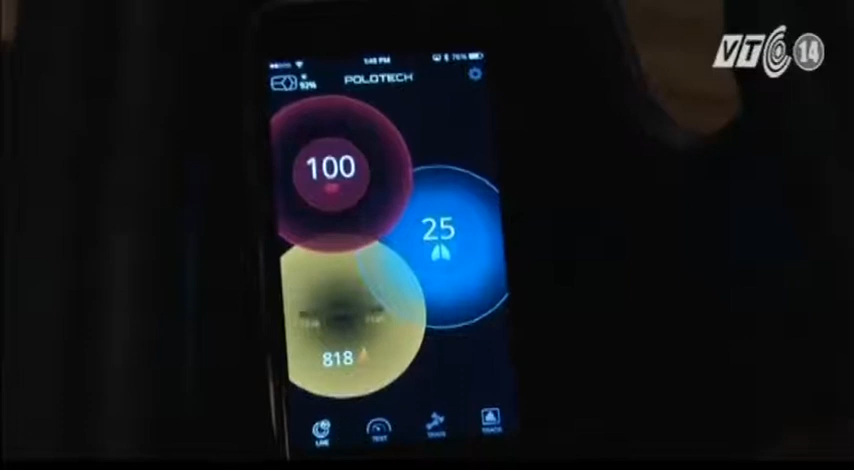 VTC 14
1:48 PM
76%
92%
POLOTECH
100
25
818
LIVE
TEST
TRAIN
TRACK